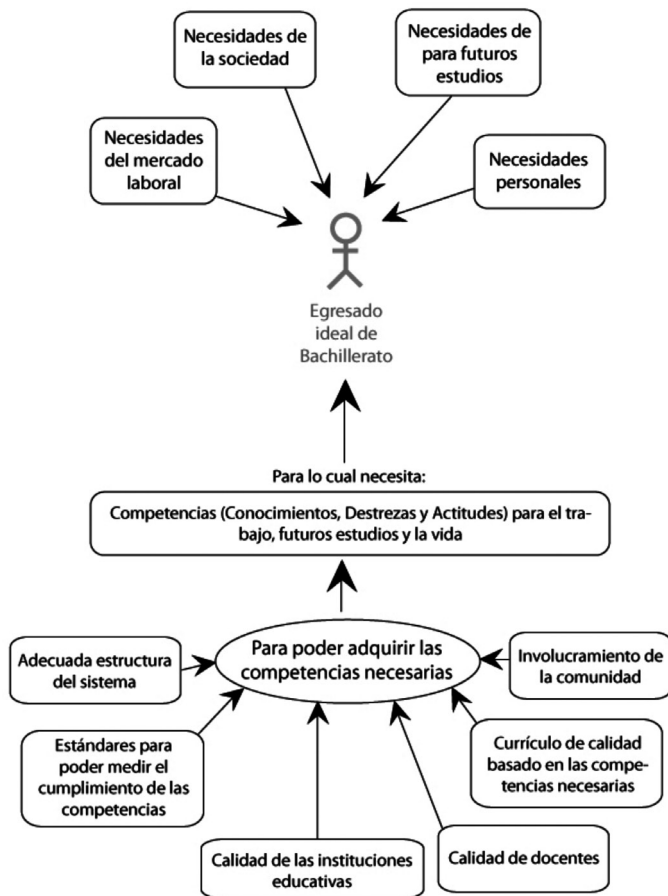 Necesidades de
la sociedad
Necesidades de
para futuros
estudios
Necesidades
del mercado
laboral
Necesidades
personales
Egresado
ideal de
Bachillerato
Para lo cual necesita:
Competencias (Conocimientos, Destrezas y Actitudes) para el tra-
bajo, futuros estudios y la vida
Para poder adquirir las
competencias necesarias
Adecuada estructura
del sistema
Involucramiento de
la comunidad
Estándares para
poder medir el
cumplimiento de las
competencias
Currículo de calidad
basado en las compe-
tencias necesarias
Calidad de las instituciones
educativas
Calidad de docentes